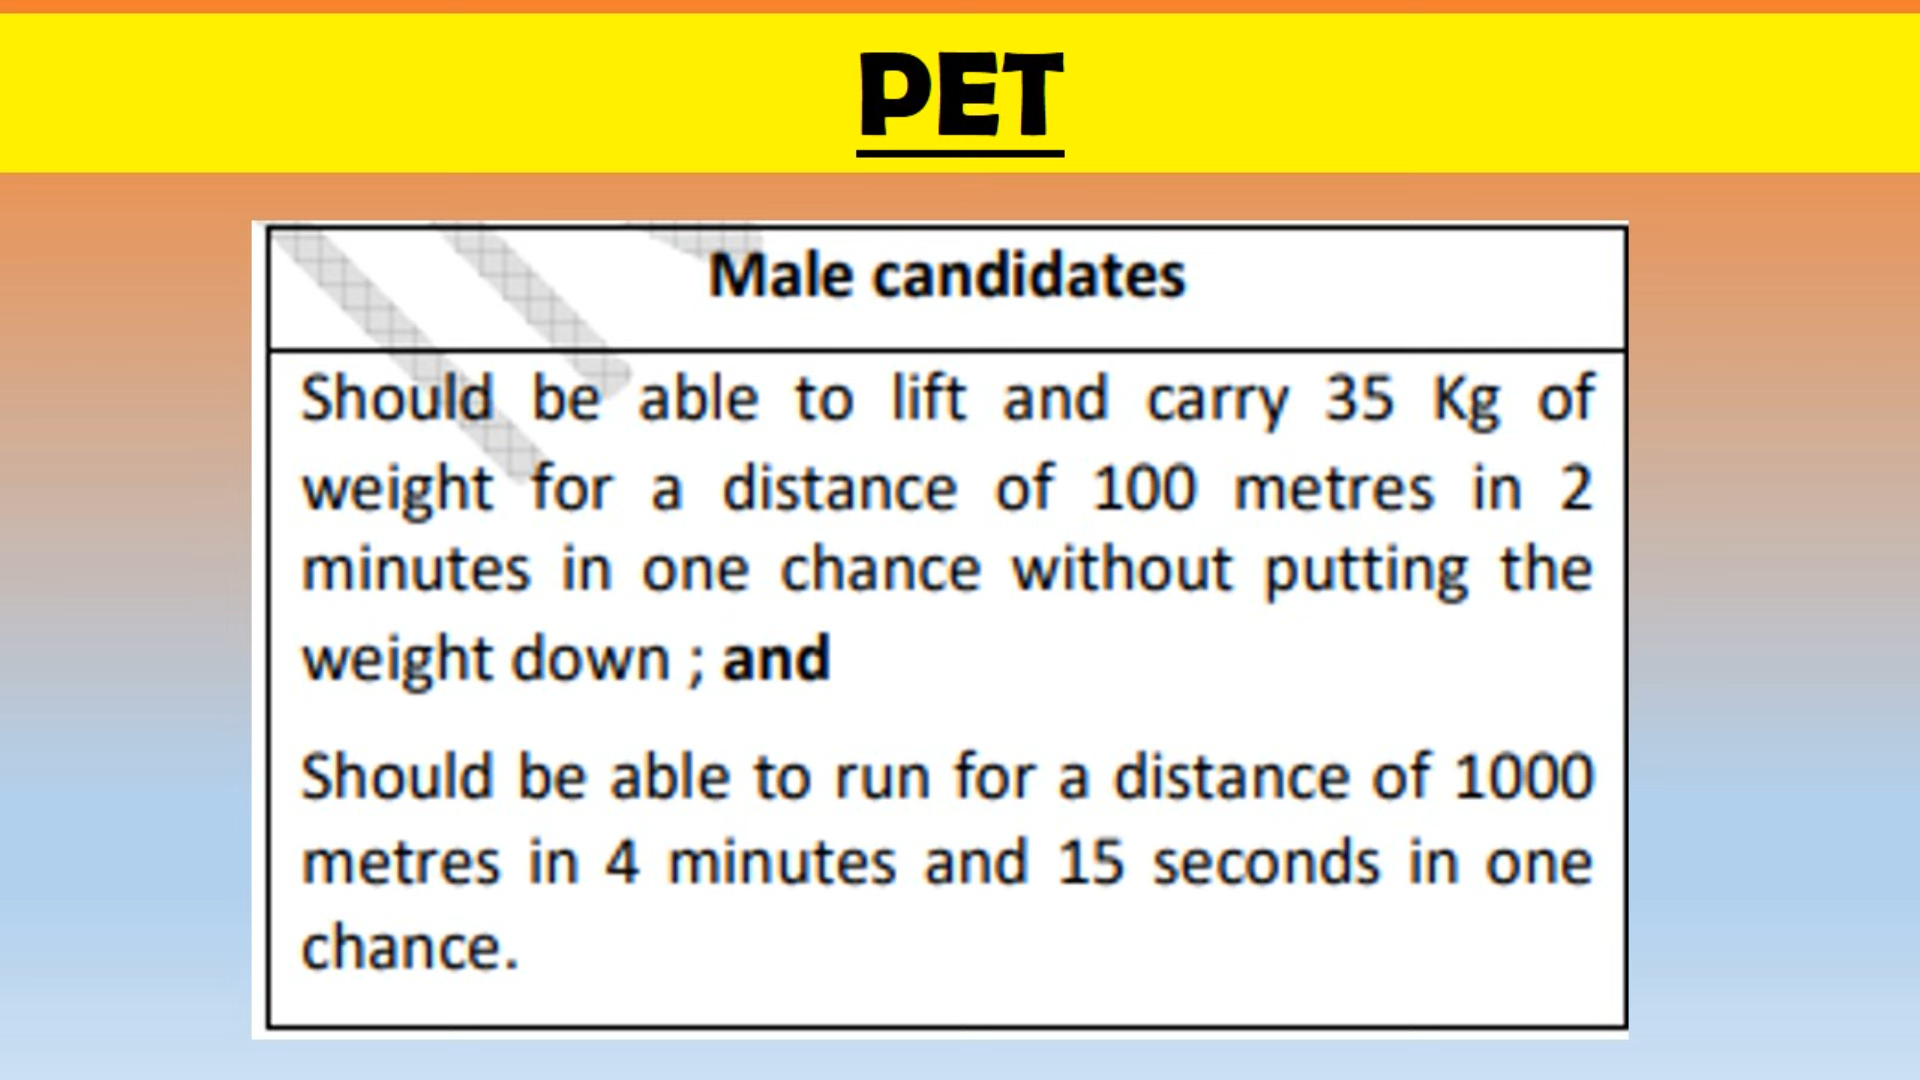 PET
Male candidates
Should be able to lift and carry 35 Kg of
weight for a distance of 100 metres in 2
minutes in one chance without putting the
weight down ; and
Should be able to run for a distance of 1000
metres in 4 minutes and 15 seconds in one
chance.